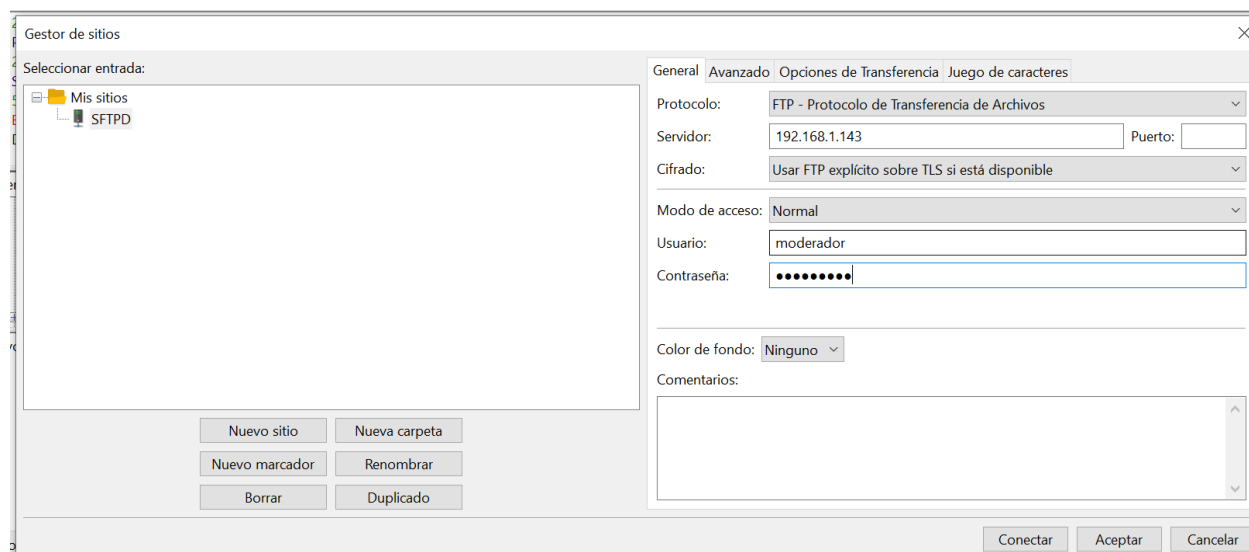 Gestor de sitios
Seleccionar entrada:
Mis sitios
SFTPD
Nuevo sitio Nueva carpeta
Nuevo marcador Renombrar
Borrar Duplicado
General Avanzado Opciones de Transferencia Juego de caracteres
Protocolo: FTP - Protocolo de Transferencia de Archivos
Servidor: 192.168.1.143 Puerto:
Cifrado: Usar FTP explícito sobre TLS si está disponible
Modo de acceso: Normal
Usuario: moderador
Contraseña: ●●●●●●●●●
Color de fondo: Ninguno
Comentarios:
Conectar Aceptar Cancelar